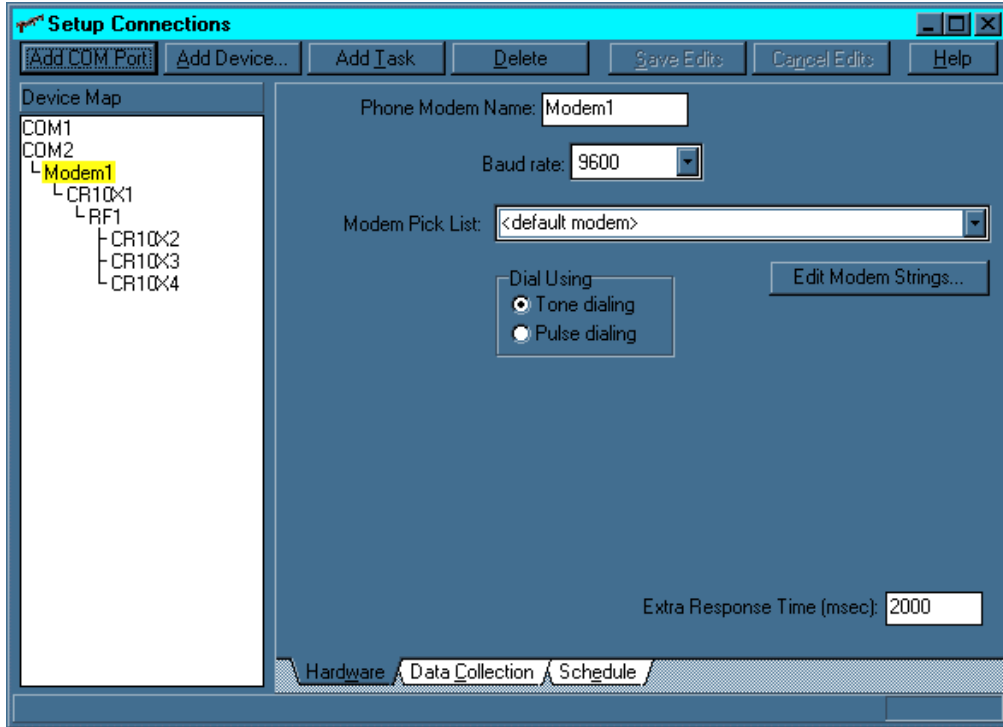 Setup Connections
Add COM Port Add Device... Add Task Delete Save Edits Cancel Edits Help
Device Map
COM1
COM2
Modem1
CR10X1
RF1
CR10X2
CR10X3
CR10X4
Phone Modem Name: Modem1
Baud rate: 9600
Modem Pick List: <default modem>
Dial Using
Tone dialing
Pulse dialing
Edit Modem Strings...
Extra Response Time (msec): 2000
Hardware Data Collection Schedule